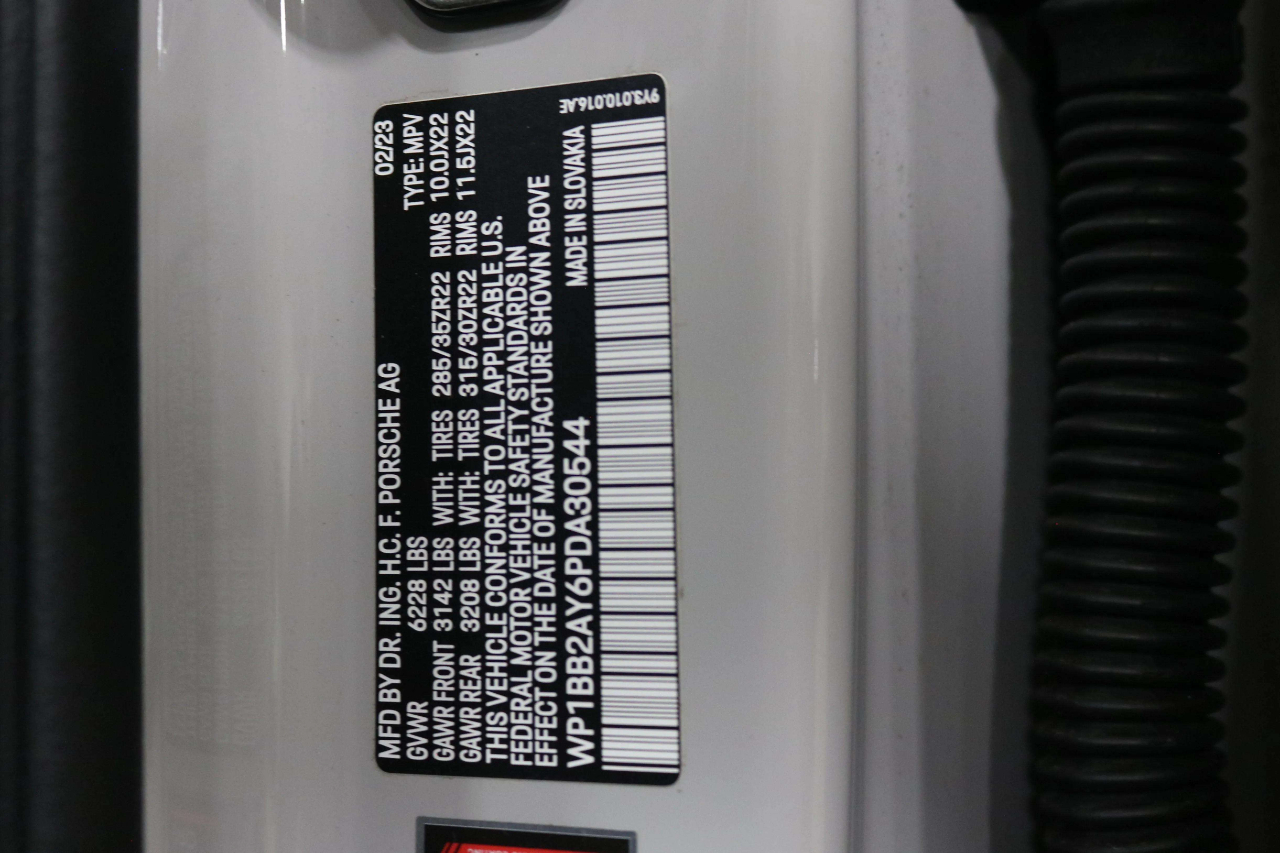 MFD BY DR. ING. H.C. F. PORSCHE AG 02/23
GVWR 6228 LBS TYPE: MPV
GAWR FRONT 3142 LBS WITH: TIRES 285/35ZR22 RIMS 10.0JX22
GAWR REAR 3208 LBS WITH: TIRES 315/30ZR22 RIMS 11.5JX22
THIS VEHICLE CONFORMS TO ALL APPLICABLE U.S.
FEDERAL MOTOR VEHICLE SAFETY STANDARDS IN
EFFECT ON THE DATE OF MANUFACTURE SHOWN ABOVE
WP1BB2AY6PDA30544 MADE IN SLOVAKIA
9Y3.010.016.AE